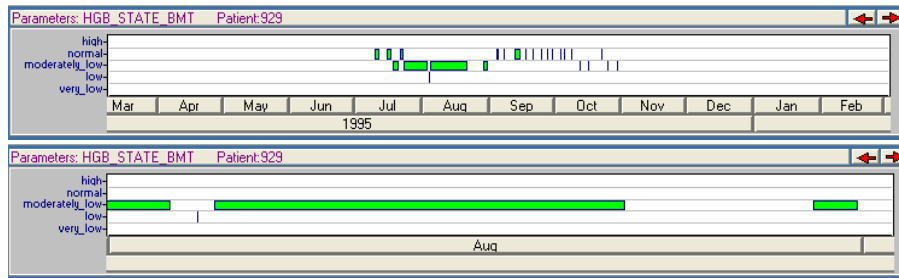 Parameters: HGB_STATE_BMT Patient:929
high
normal
moderately_low
low
very_low
Mar Apr May Jun Jul Aug Sep Oct Nov Dec Jan Feb
1995
Parameters: HGB_STATE_BMT Patient:929
high
normal
moderately_low
low
very_low
Aug